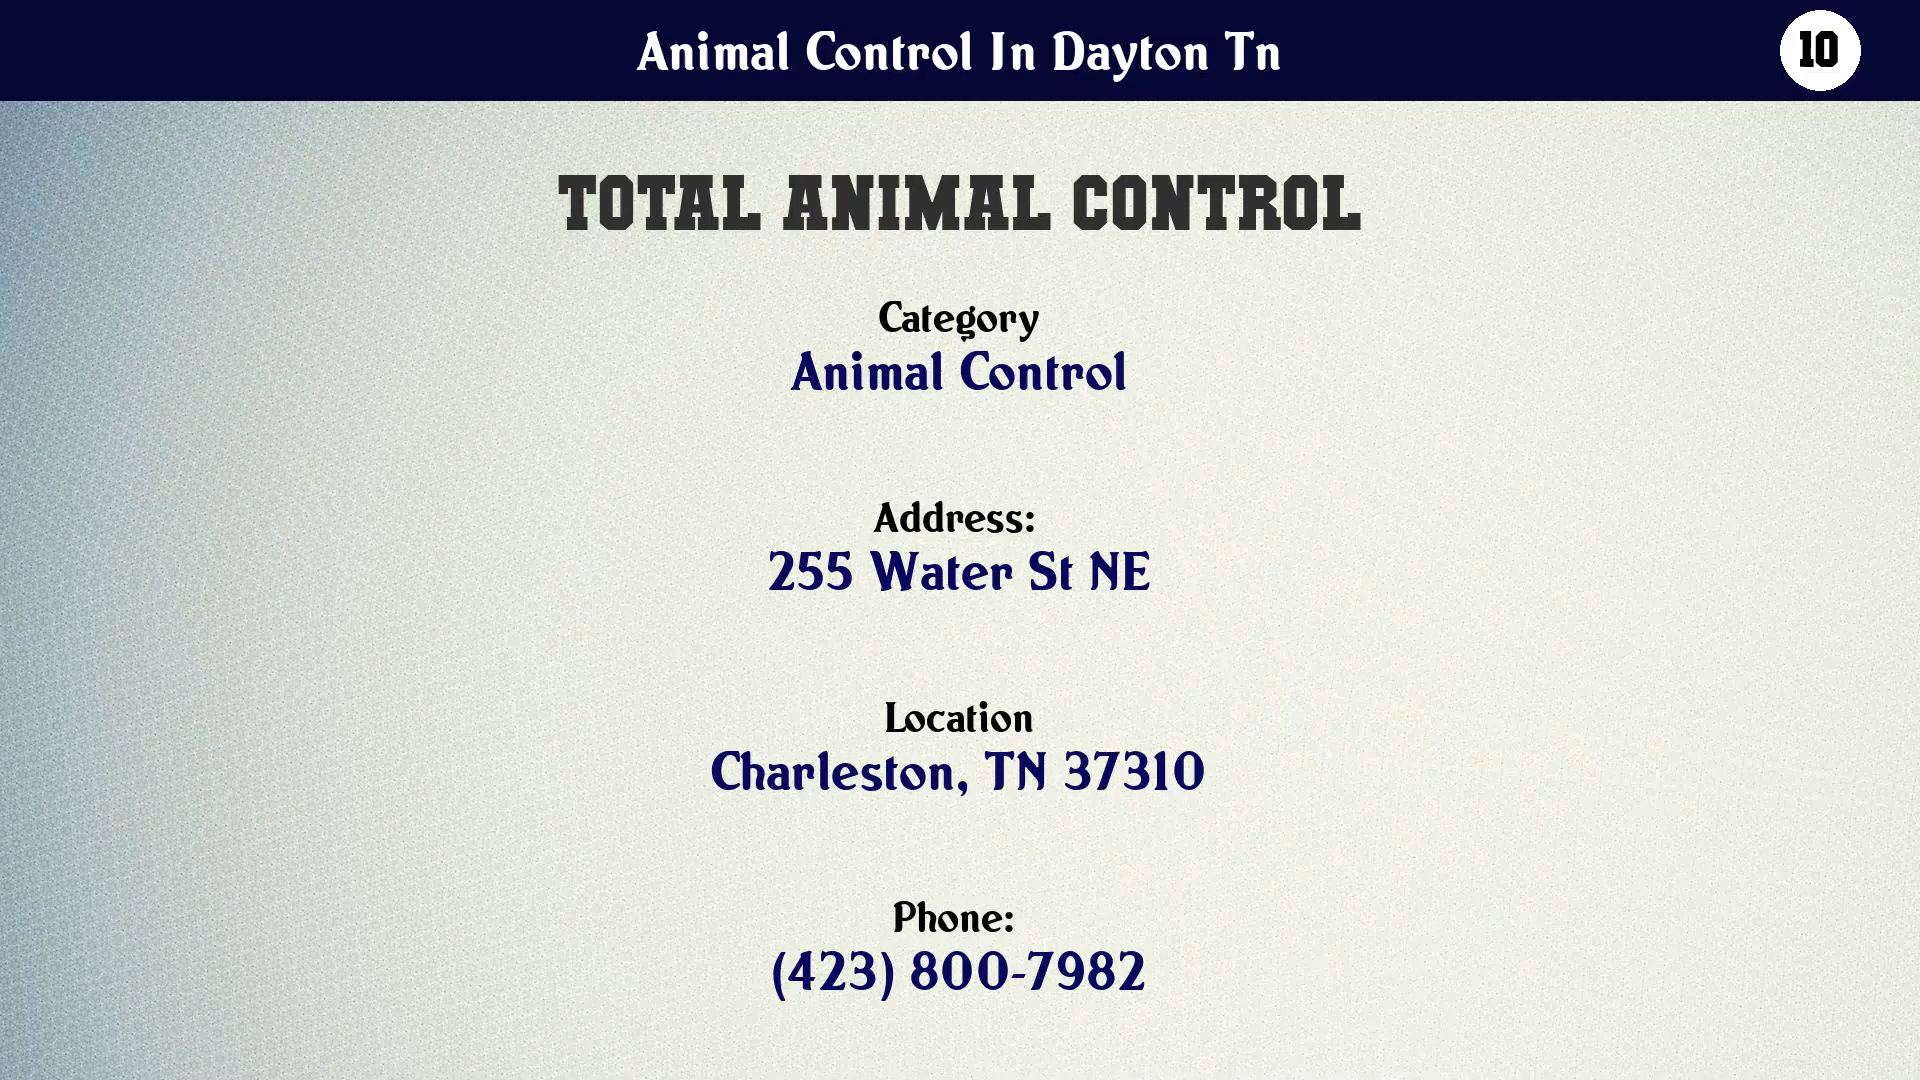 Animal Control In Dayton Tn
10
TOTAL ANIMAL CONTROL
Category
Animal Control
Address:
255 Water St NE
Location
Charleston, TN 37310
Phone:
(423) 800-7982